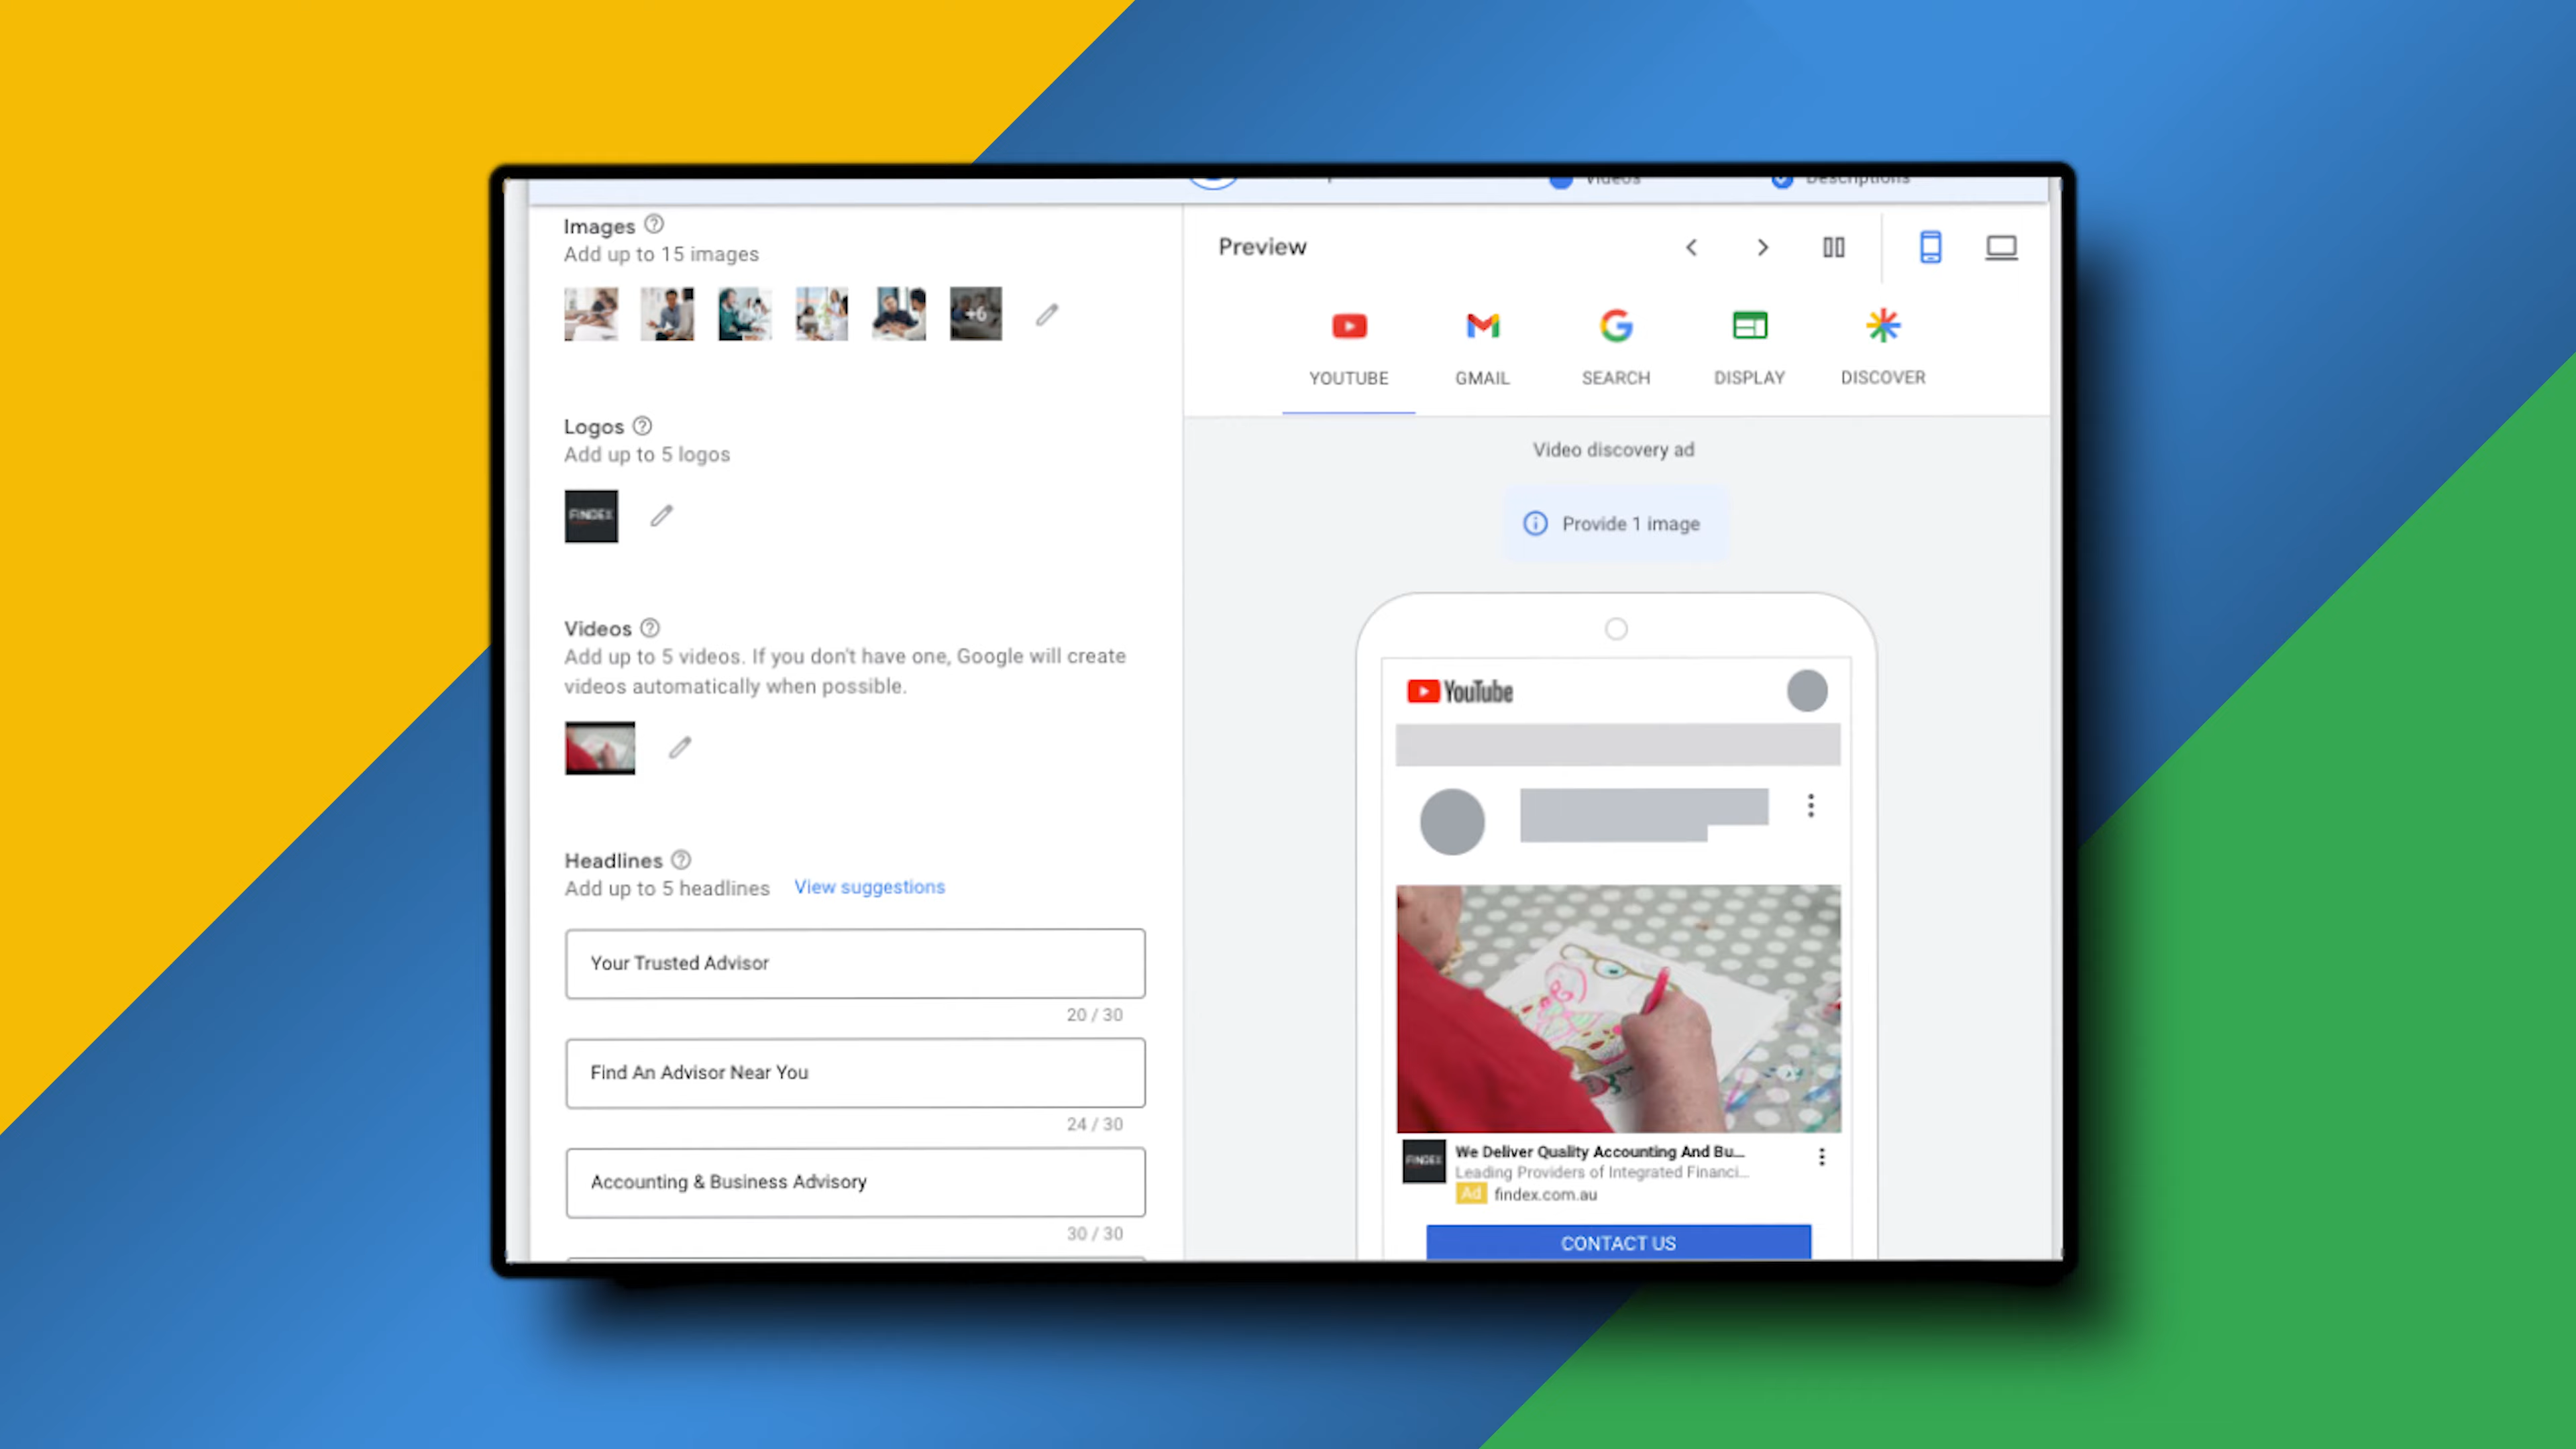 Videos
Descriptions
Images
Add up to 15 images
+6
Logos
Add up to 5 logos
FINDEX
Videos
Add up to 5 videos. If you don't have one, Google will create
videos automatically when possible.
Headlines
Add up to 5 headlines View suggestions
Your Trusted Advisor
20 / 30
Find An Advisor Near You
24 / 30
Accounting & Business Advisory
30 / 30
Preview
YOUTUBE GMAIL SEARCH DISPLAY DISCOVER
Video discovery ad
Provide 1 image
YouTube
FINDEX
We Deliver Quality Accounting And Bu...
Leading Providers of Integrated Financi...
Ad findex.com.au
CONTACT US